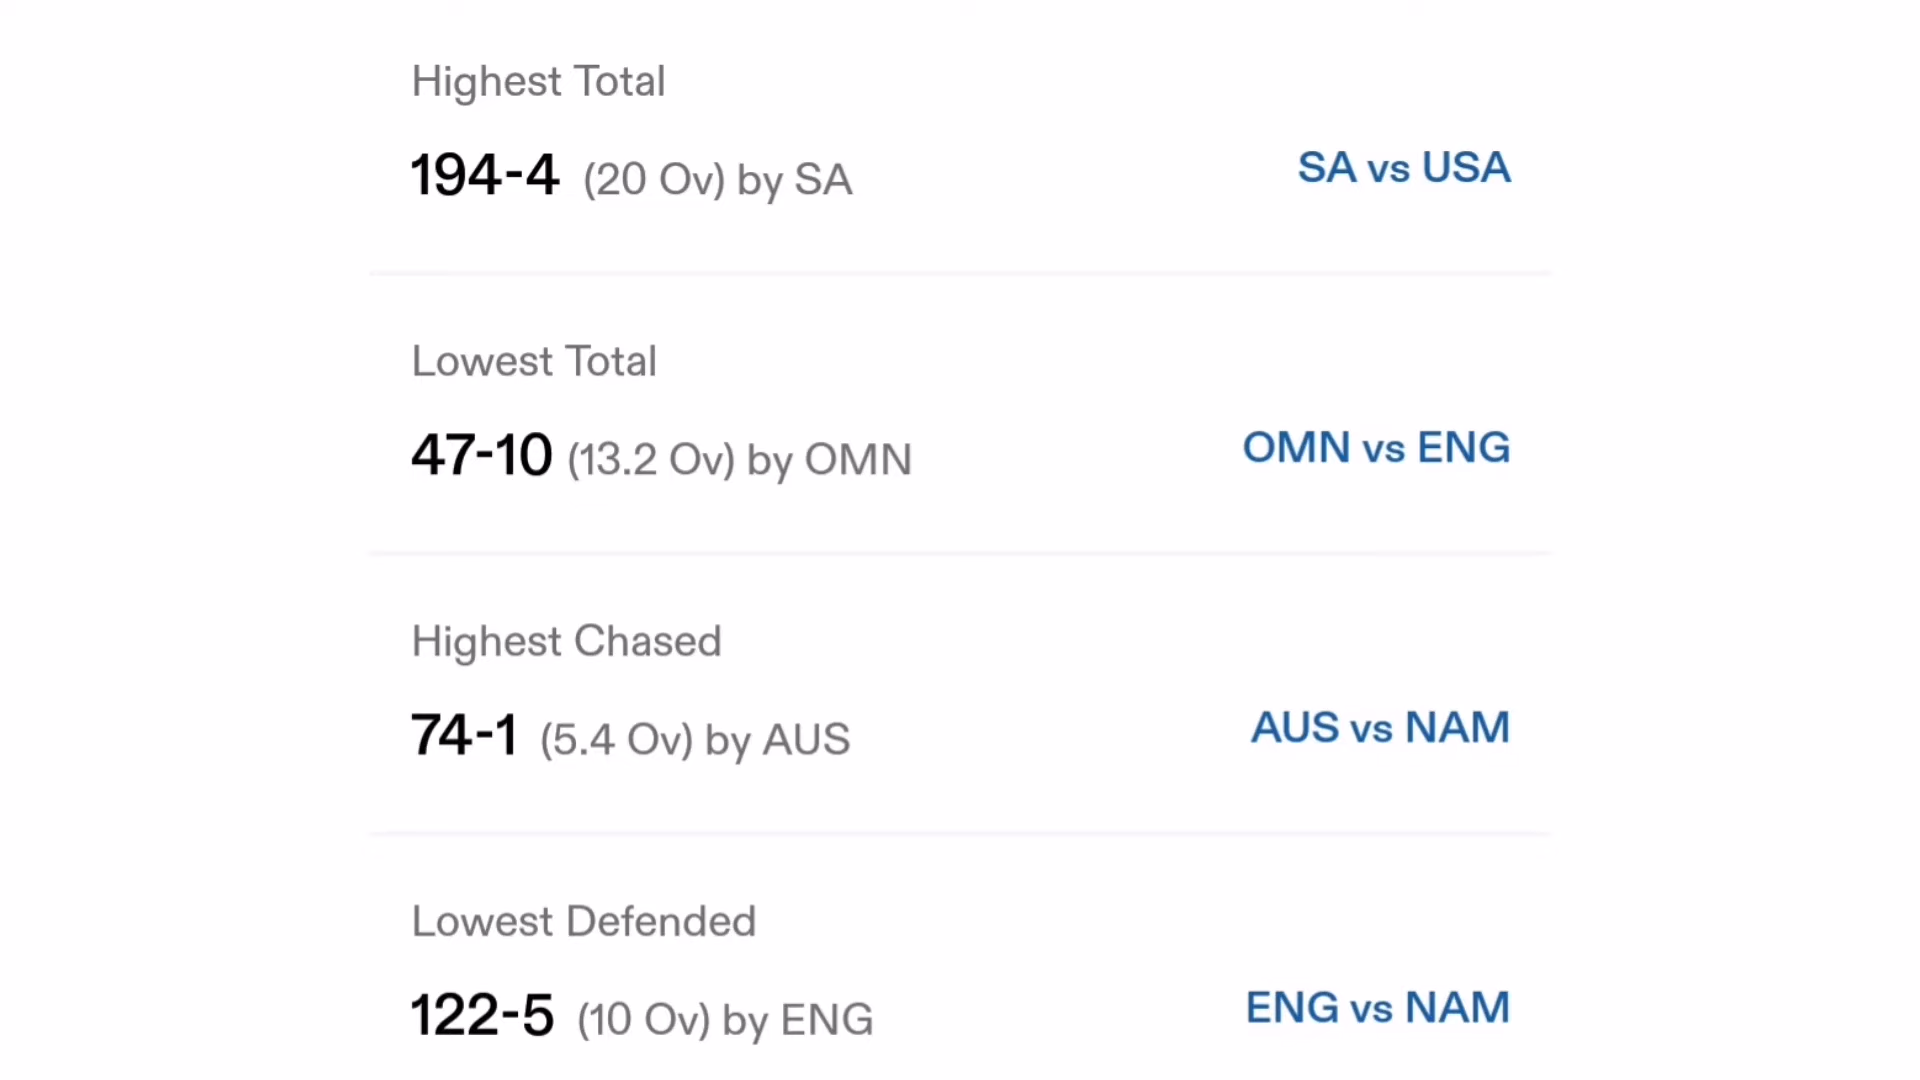 Highest Total
194-4 (20 Ov) by SA SA vs USA
Lowest Total
47-10 (13.2 Ov) by OMN OMN vs ENG
Highest Chased
74-1 (5.4 Ov) by AUS AUS vs NAM
Lowest Defended
122-5 (10 Ov) by ENG ENG vs NAM